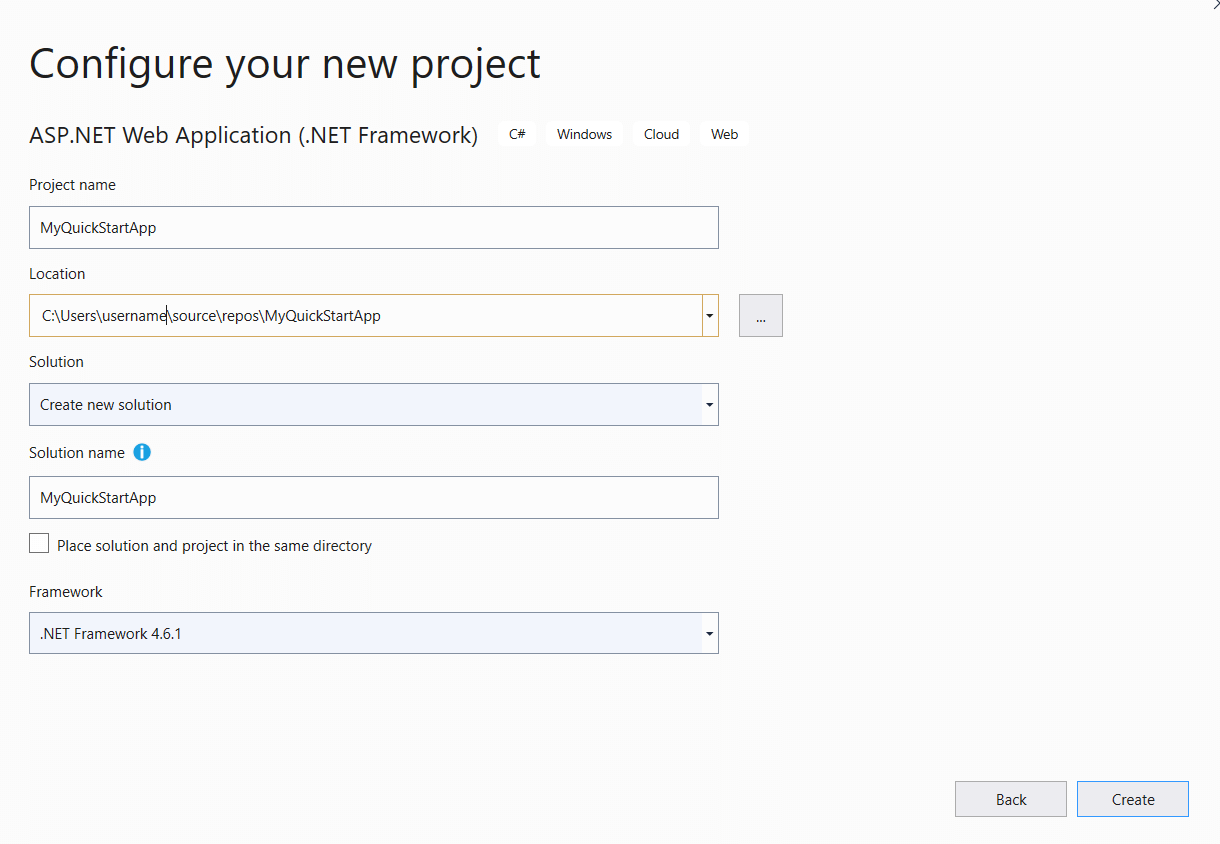 Configure your new project
ASP.NET Web Application (.NET Framework) C# Windows Cloud Web
Project name
MyQuickStartApp
Location
C:\Users\username\source\repos\MyQuickStartApp
...
Solution
Create new solution
Solution name
MyQuickStartApp
Place solution and project in the same directory
Framework
.NET Framework 4.6.1
Back Create